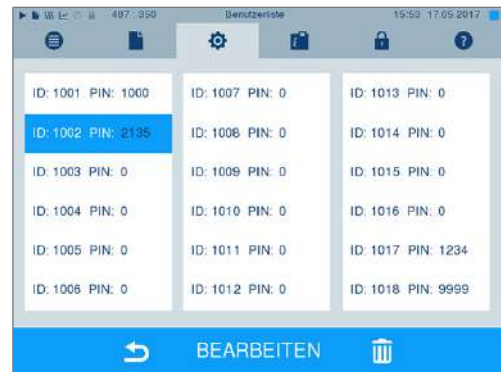 487 : 350 Benutzerliste 15:53 17.05.2017
ID: 1001 PIN: 1000
ID: 1002 PIN: 2135
ID: 1003 PIN: 0
ID: 1004 PIN: 0
ID: 1005 PIN: 0
ID: 1006 PIN: 0
ID: 1007 PIN: 0
ID: 1008 PIN: 0
ID: 1009 PIN: 0
ID: 1010 PIN: 0
ID: 1011 PIN: 0
ID: 1012 PIN: 0
ID: 1013 PIN: 0
ID: 1014 PIN: 0
ID: 1015 PIN: 0
ID: 1016 PIN: 0
ID: 1017 PIN: 1234
ID: 1018 PIN: 9999
BEARBEITEN